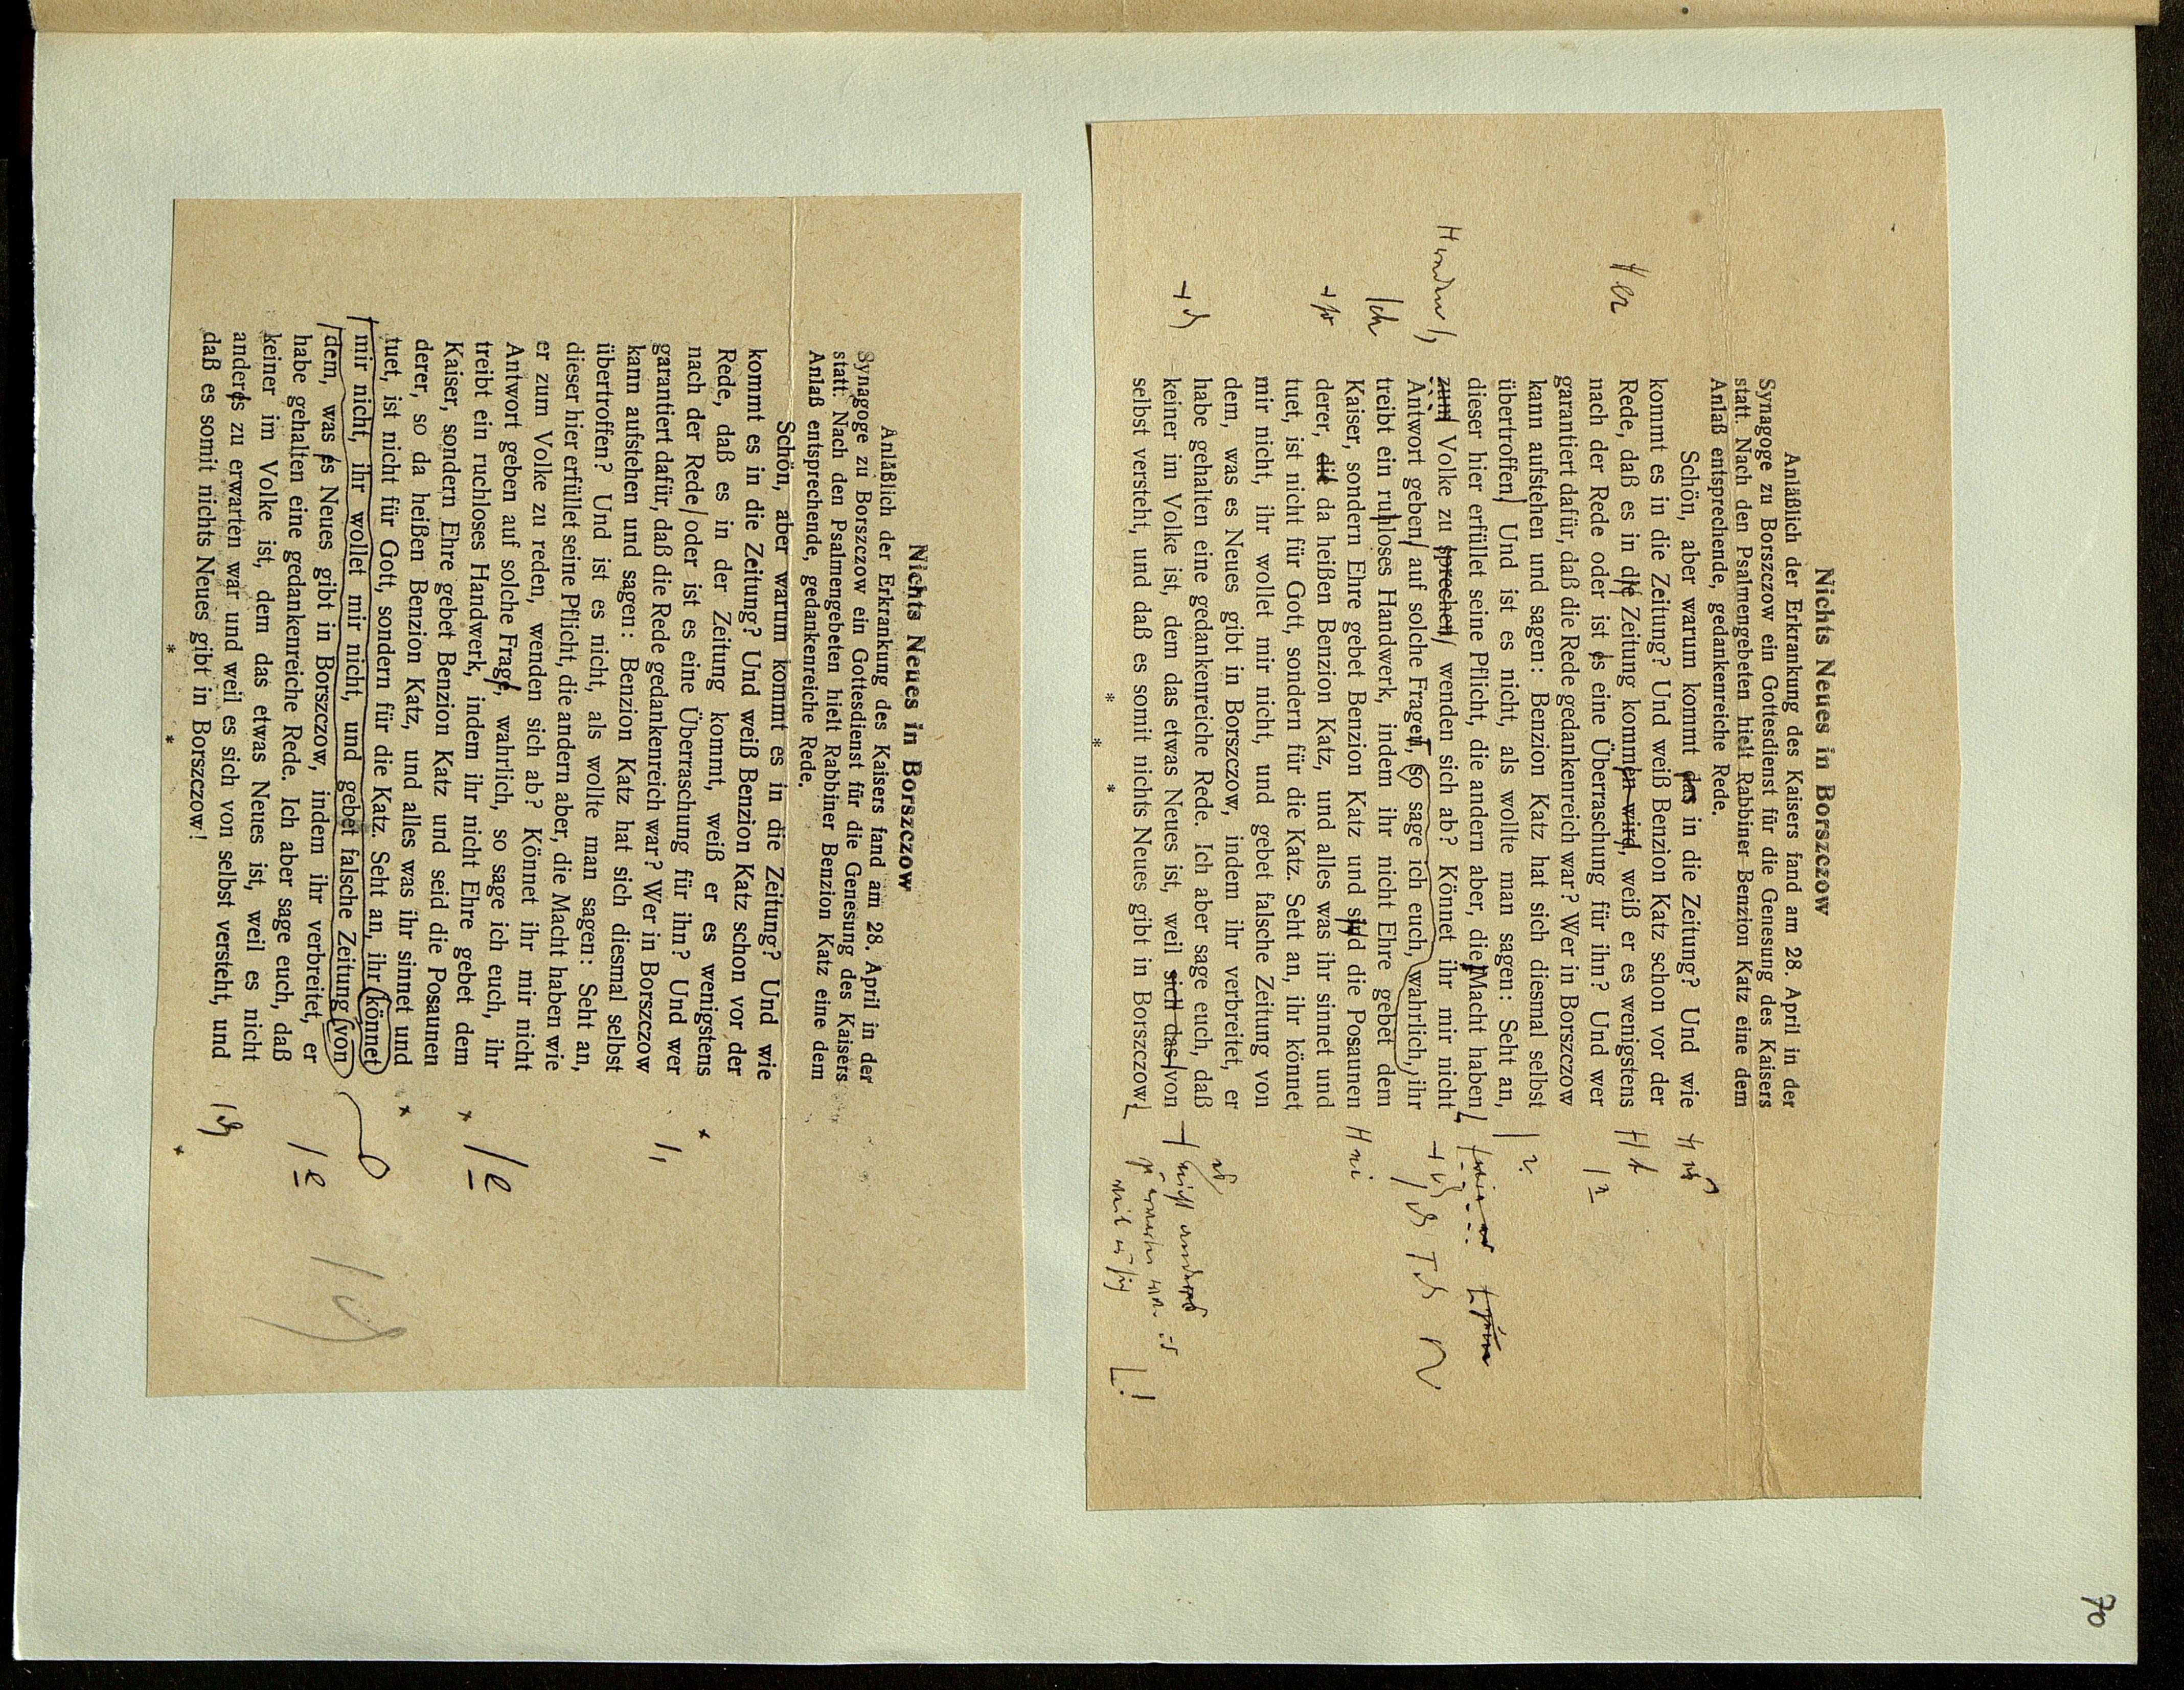 70
Nichts Neues in Borszczow
Anläßlich der Erkrankung des Kaisers fand am 28. April in der
Synagoge zu Borszczow ein Gottesdienst für die Genesung des Kaisers
statt. Nach den Psalmengebeten hielt Rabbiner Benzion Katz eine dem
Anlaß entsprechende, gedankenreiche Rede.
Schön, aber warum kommt das in die Zeitung? Und wie
kommt es in die Zeitung? Und weiß Benzion Katz schon vor der
Rede, daß es in die Zeitung kommen wird, weiß er es wenigstens
nach der Rede oder ist es eine Überraschung für ihn? Und wer
garantiert dafür, daß die Rede gedankenreich war? Wer in Borszczow
kann aufstehen und sagen: Benzion Katz hat sich diesmal selbst
übertroffen! Und ist es nicht, als wollte man sagen: Seht an,
dieser hier erfüllet seine Pflicht, die andern aber, die Macht haben,
zum Volke zu sprechen, wenden sich ab? Könnet ihr mir nicht
Antwort geben, auf solche Fragen, so sage ich euch, wahrlich, ihr
treibt ein ruhloses Handwerk, indem ihr nicht Ehre gebet dem
Kaiser, sondern Ehre gebet Benzion Katz und sind die Posaunen
derer, die da heißen Benzion Katz, und alles was ihr sinnet und
tuet, ist nicht für Gott, sondern für die Katz. Seht an, ihr könnet
mir nicht, ihr wollet mir nicht, und gebet falsche Zeitung von
dem, was es Neues gibt in Borszczow, indem ihr verbreitet, er
habe gehalten eine gedankenreiche Rede. Ich aber sage euch, daß
keiner im Volke ist, dem das etwas Neues ist, weil sich das von
selbst versteht, und daß es somit nichts Neues gibt in Borszczow.
* * *
er
ch
? 
nicht anders
zu erwarten war
weil es sich
!
Nichts Neues in Borszczow
Anläßlich der Erkrankung des Kaisers fand am 28. April in der
Synagoge zu Borszczow ein Gottesdienst für die Genesung des Kaisers
statt. Nach den Psalmengebeten hielt Rabbiner Benzion Katz eine dem
Anlaß entsprechende, gedankenreiche Rede.
Schön, aber warum kommt es in die Zeitung? Und wie
kommt es in die Zeitung? Und weiß Benzion Katz schon vor der
Rede, daß es in der Zeitung kommt, weiß er es wenigstens
nach der Rede oder ist es eine Überraschung für ihn? Und wer
garantiert dafür, daß die Rede gedankenreich war? Wer in Borszczow
kann aufstehen und sagen: Benzion Katz hat sich diesmal selbst
übertroffen? Und ist es nicht, als wollte man sagen: Seht an,
dieser hier erfüllet seine Pflicht, die andern aber, die Macht haben wie
er zum Volke zu reden, wenden sich ab? Könnet ihr mir nicht
Antwort geben auf solche Frage, wahrlich, so sage ich euch, ihr
treibt ein ruchloses Handwerk, indem ihr nicht Ehre gebet dem
Kaiser, sondern Ehre gebet Benzion Katz und seid die Posaunen
derer, so da heißen Benzion Katz, und alles was ihr sinnet und
tuet, ist nicht für Gott, sondern für die Katz. Seht an, ihr könnet
mir nicht, ihr wollet mir nicht, und gebet falsche Zeitung von
dem, was es Neues gibt in Borszczow, indem ihr verbreitet, er
habe gehalten eine gedankenreiche Rede. Ich aber sage euch, daß
keiner im Volke ist, dem das etwas Neues ist, weil es nicht
anders zu erwarten war und weil es sich von selbst versteht, und
daß es somit nichts Neues gibt in Borszczow!
* * *
e
e